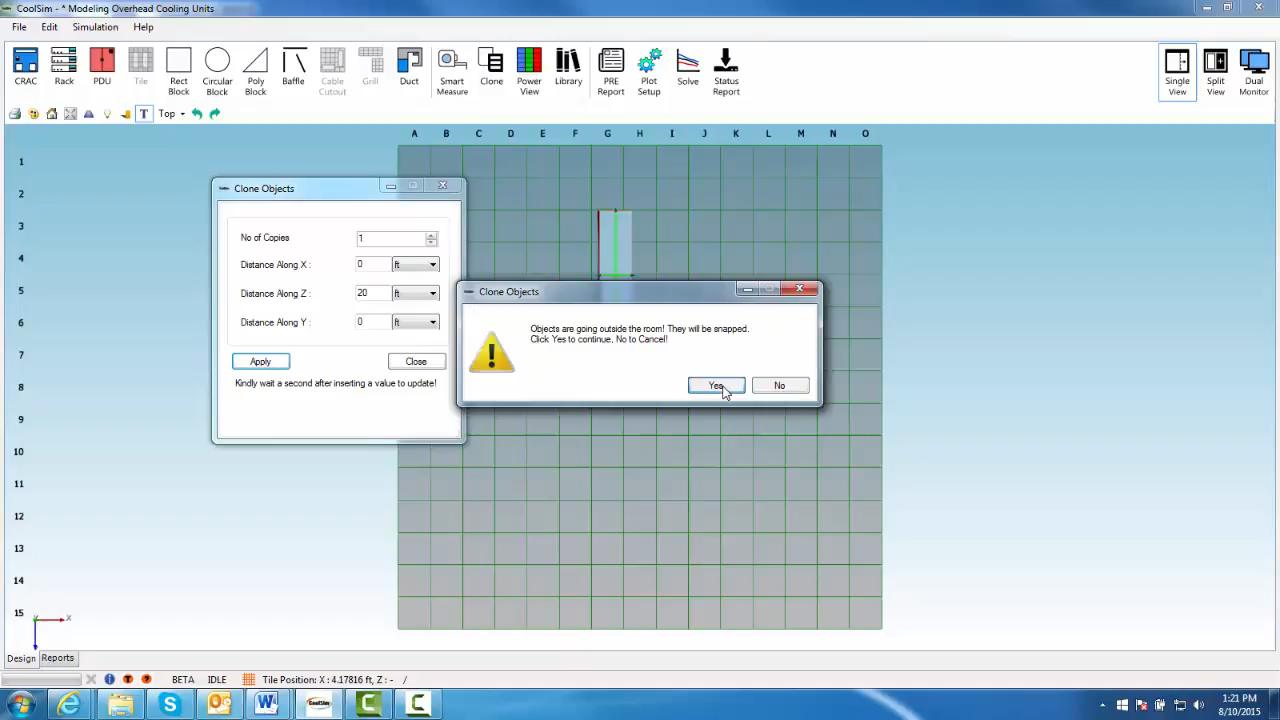 CoolSim - * Modeling Overhead Cooling Units
File Edit Simulation Help
CRAC Rack PDU Tile Rect Block Circular Block Poly Block Baffle Cable Cutout Grill Duct Smart Measure Clone Power View Library PRE Report Plot Setup Solve Status Report Single View Split View Dual Monitor
T Top
A B C D E F G H I J K L M N O
1
2
3
4
5
6
7
8
9
10
11
12
13
14
15
Clone Objects
No of Copies 1
Distance Along X : 0 ft
Distance Along Z : 20 ft
Distance Along Y : 0 ft
Apply Close
Kindly wait a second after inserting a value to update!
Clone Objects
Objects are going outside the room! They will be snapped.
Click Yes to continue, No to Cancel!
Yes No
X
Design Reports
BETA IDLE Tile Position: X : 4.17816 ft, Z : - /
CoolSim
1:21 PM
8/10/2015